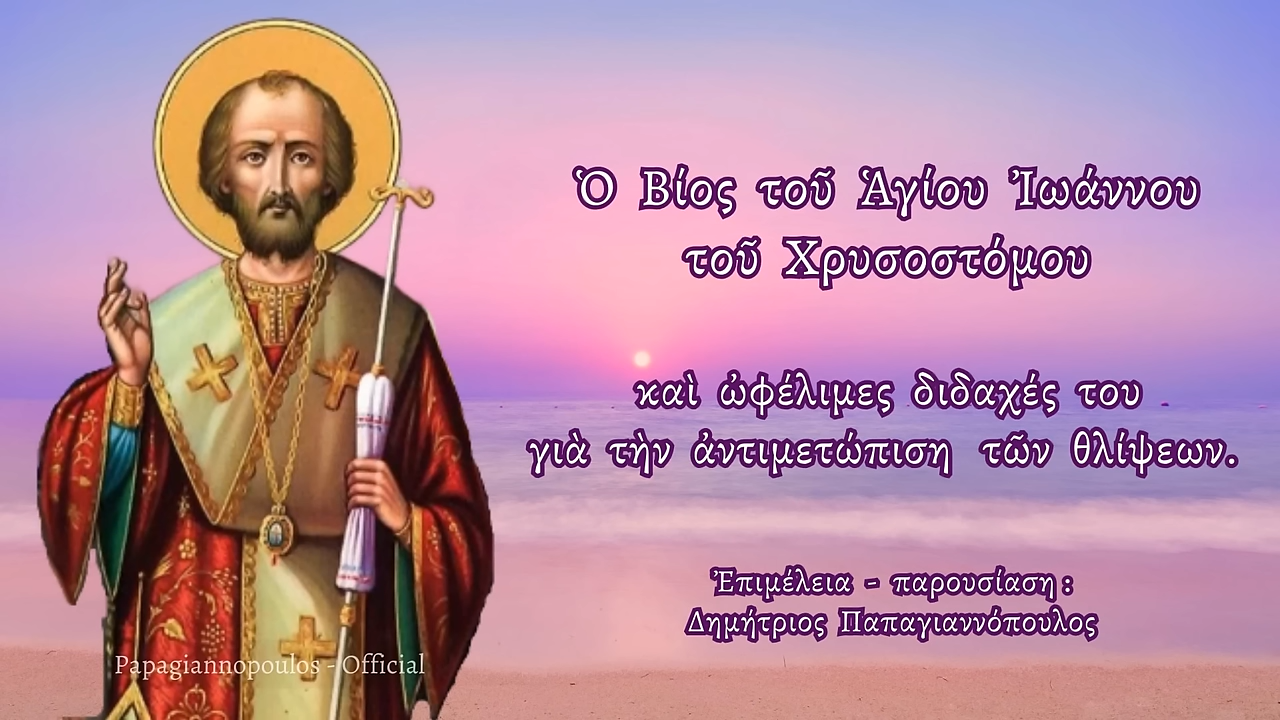 Ὁ Βίος τοῦ Ἁγίου Ἰωάννου
τοῦ Χρυσοστόμου
καὶ ὠφέλιμες διδαχές του
γιὰ τὴν ἀντιμετώπιση τῶν θλίψεων.
Ἐπιμέλεια - παρουσίαση :
Δημήτριος Παπαγιαννόπουλος
Papagiannopoulos - Official